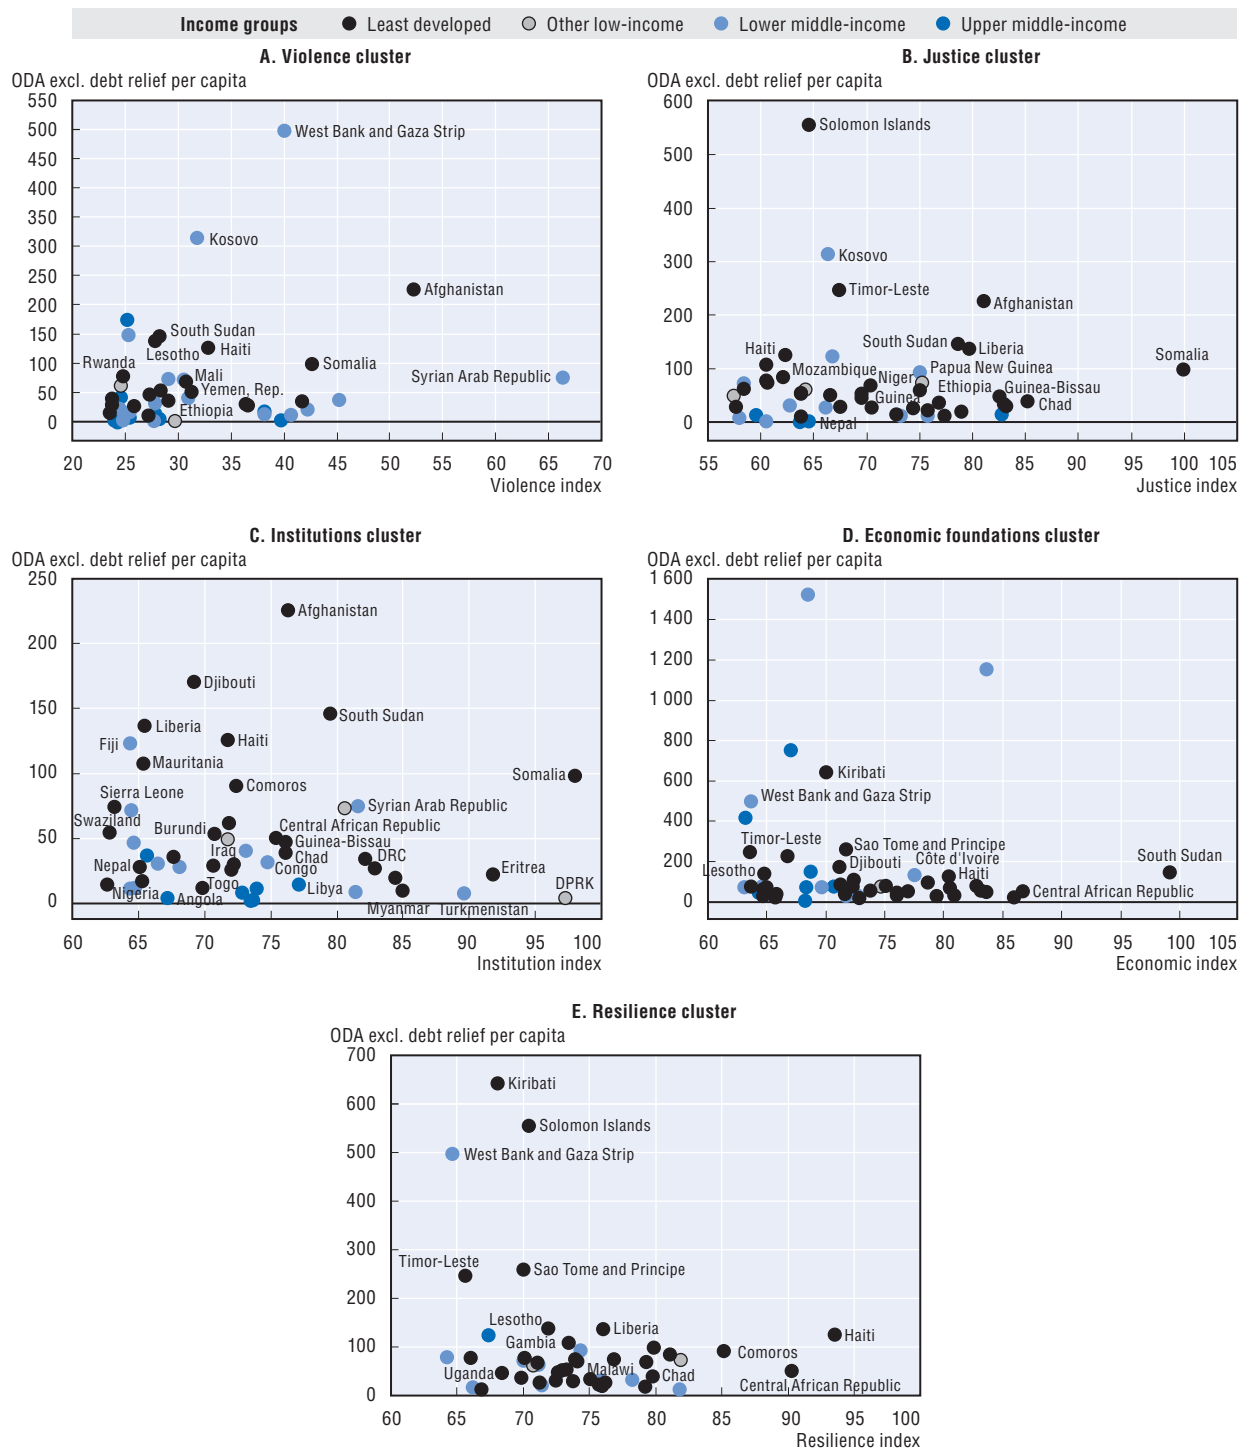 Income groups Least developed Other low-income Lower middle-income Upper middle-income
A. Violence cluster
ODA excl. debt relief per capita
550
500
450
400
350
300
250
200
150
100
50
0
West Bank and Gaza Strip
Kosovo
Afghanistan
South Sudan
Lesotho
Haiti
Rwanda
Somalia
Mali
Syrian Arab Republic
Yemen, Rep.
Ethiopia
20 25 30 35 40 45 50 55 60 65 70
Violence index
B. Justice cluster
ODA excl. debt relief per capita
600
500
400
300
200
100
0
Solomon Islands
Kosovo
Timor-Leste
Afghanistan
South Sudan
Liberia
Haiti
Somalia
Mozambique
Papua New Guinea
Niger
Ethiopia
Guinea-Bissau
Guinea
Chad
Nepal
55 60 65 70 75 80 85 90 95 100 105
Justice index
C. Institutions cluster
ODA excl. debt relief per capita
250
200
150
100
50
0
Afghanistan
Djibouti
South Sudan
Liberia
Fiji
Haiti
Mauritania
Somalia
Comoros
Sierra Leone
Syrian Arab Republic
Swaziland
Burundi
Central African Republic
Guinea-Bissau
Iraq
Chad
DRC
Nepal
Congo
Eritrea
Togo
Libya
DPRK
Nigeria
Angola
Myanmar
Turkmenistan
60 65 70 75 80 85 90 95 100
Institution index
D. Economic foundations cluster
ODA excl. debt relief per capita
1 600
1 400
1 200
1 000
800
600
400
200
0
Kiribati
West Bank and Gaza Strip
Timor-Leste
Sao Tome and Principe
Côte d'Ivoire
South Sudan
Lesotho
Djibouti
Haiti
Central African Republic
60 65 70 75 80 85 90 95 100 105
Economic index
E. Resilience cluster
ODA excl. debt relief per capita
700
600
500
400
300
200
100
0
Kiribati
Solomon Islands
West Bank and Gaza Strip
Timor-Leste
Sao Tome and Principe
Lesotho
Liberia
Haiti
Gambia
Comoros
Uganda
Malawi
Chad
Central African Republic
60 65 70 75 80 85 90 95 100
Resilience index